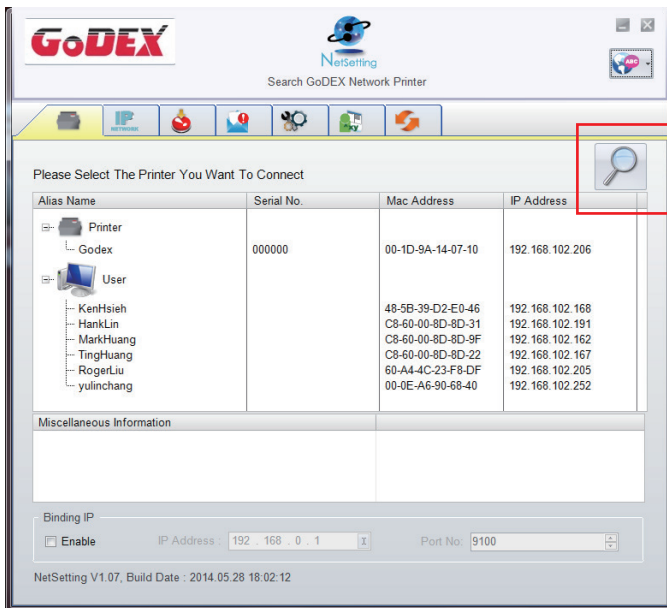 GoDEX
NetSetting
Search GoDEX Network Printer
ABC
IP
NETWORK
xy
Please Select The Printer You Want To Connect
Alias Name Serial No. Mac Address IP Address
Printer
Godex 000000 00-1D-9A-14-07-10 192.168.102.206
User
KenHsieh 48-5B-39-D2-E0-46 192.168.102.168
HankLin C8-60-00-8D-8D-31 192.168.102.191
MarkHuang C8-60-00-8D-8D-9F 192.168.102.162
TingHuang C8-60-00-8D-8D-22 192.168.102.167
RogerLiu 60-A4-4C-23-F8-DF 192.168.102.205
yulinchang 00-0E-A6-90-68-40 192.168.102.252
Miscellaneous Information
Binding IP
Enable IP Address : 192 . 168 . 0 . 1 Port No: 9100
NetSetting V1.07, Build Date : 2014.05.28 18:02:12